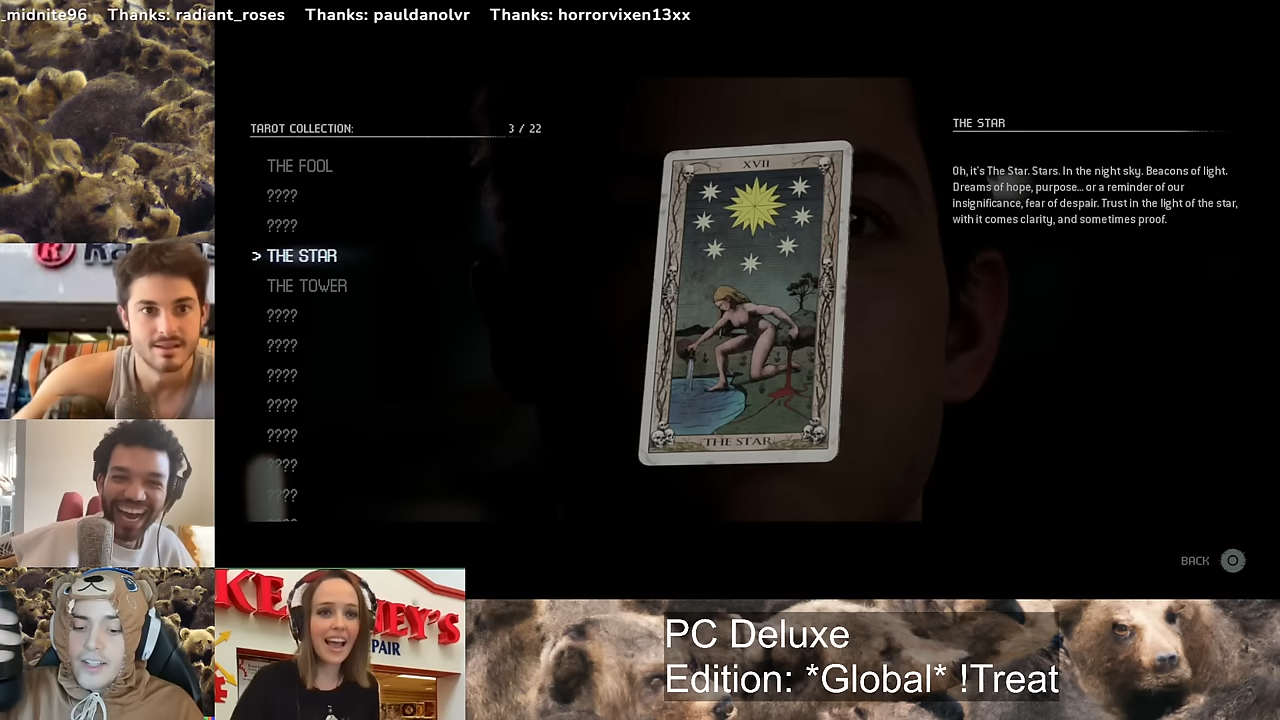 _midnite96 Thanks: radiant_roses Thanks: pauldanolvr Thanks: horrorvixen13xx
TAROT COLLECTION: 3 / 22
THE FOOL
????
????
> THE STAR
THE TOWER
????
????
????
????
????
????
????
XVII
THE STAR
THE STAR
Oh, it's The Star. Stars. In the night sky. Beacons of light.
Dreams of hope, purpose... or a reminder of our
insignificance, fear of despair. Trust in the light of the star,
with it comes clarity, and sometimes proof.
BACK
PC Deluxe
Edition: *Global* !Treat